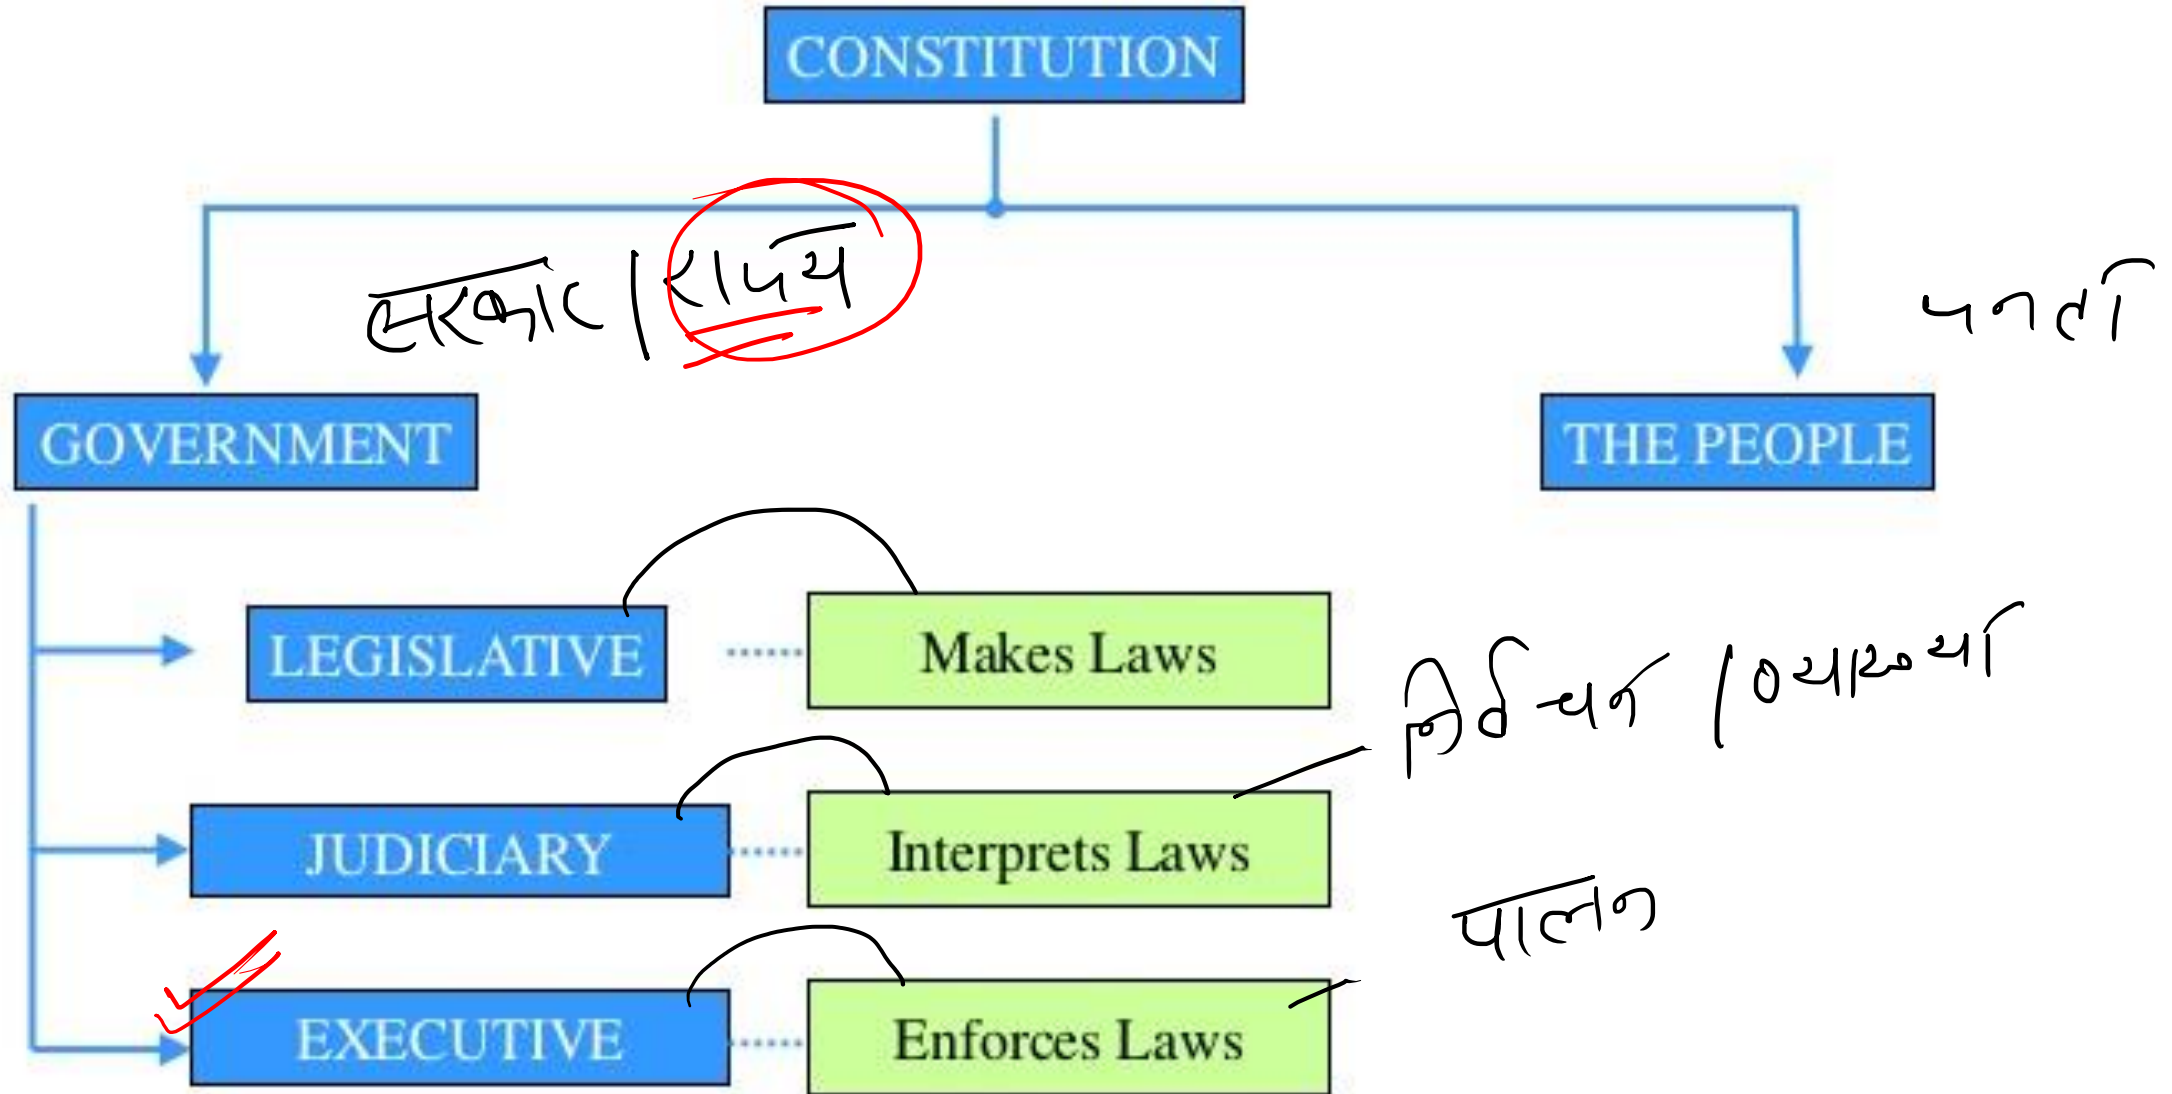 CONSTITUTION
सरकार / राज्य
जनता
GOVERNMENT
THE PEOPLE
LEGISLATIVE
Makes Laws
निर्वचन / व्याख्या
JUDICIARY
Interprets Laws
पालन
EXECUTIVE
Enforces Laws